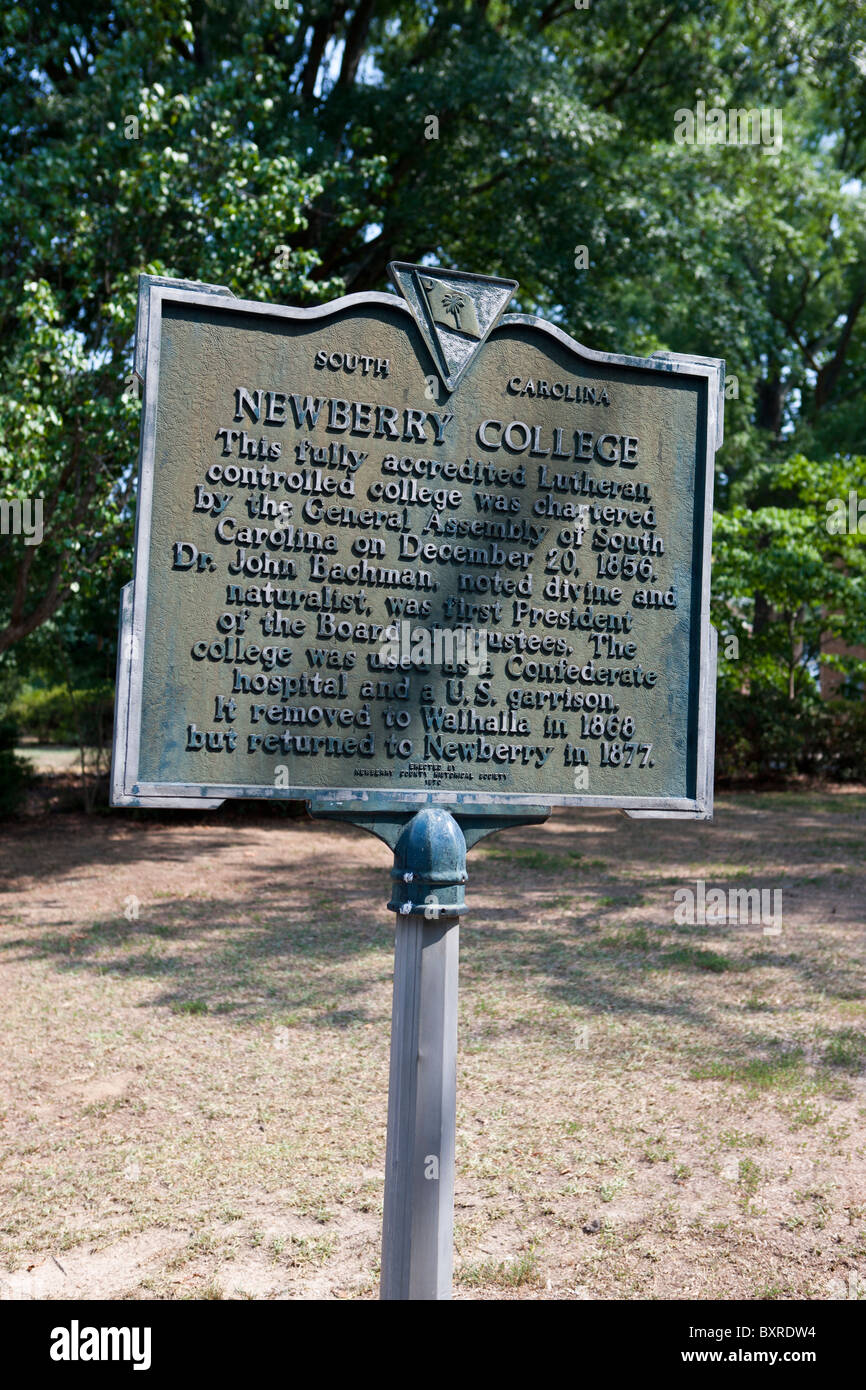 SOUTH CAROLINA
NEWBERRY COLLEGE
This fully accredited Lutheran
controlled college was chartered
by the General Assembly of South
Carolina on December 20, 1856.
Dr. John Bachman, noted divine and
naturalist, was first President
of the Board of Trustees. The
college was used as a Confederate
hospital and a U.S. garrison.
It removed to Walhalla in 1868
but returned to Newberry in 1877.
ERECTED BY
NEWBERRY COUNTY HISTORICAL SOCIETY
alamy
Image ID: BXRDW4
www.alamy.com